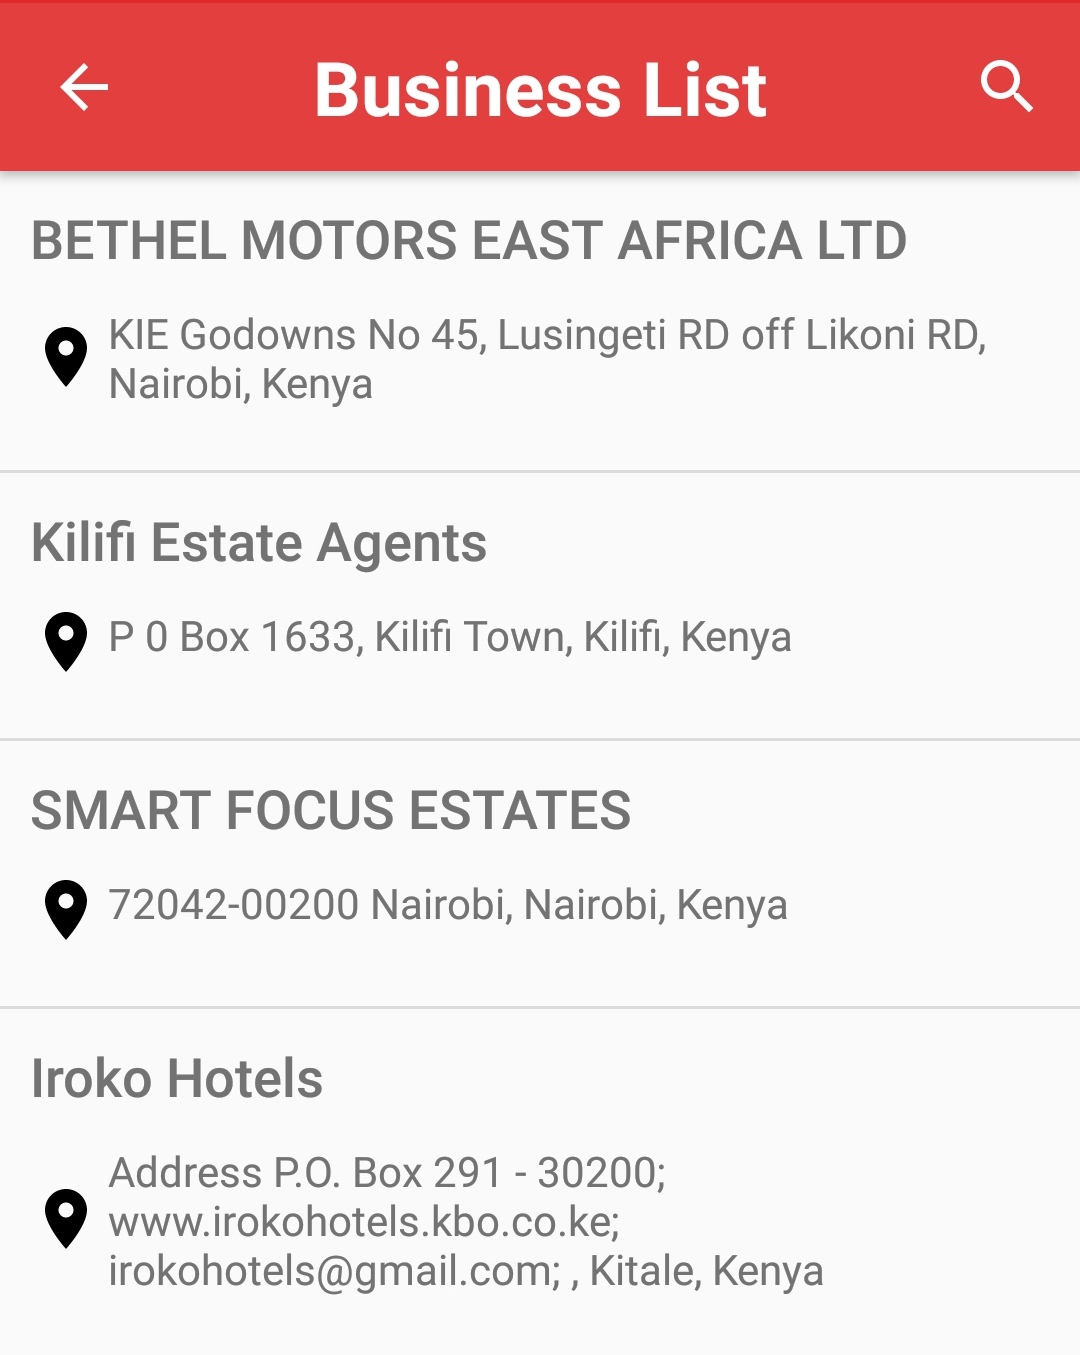 Business List
BETHEL MOTORS EAST AFRICA LTD
KIE Godowns No 45, Lusingeti RD off Likoni RD,
Nairobi, Kenya
Kilifi Estate Agents
P 0 Box 1633, Kilifi Town, Kilifi, Kenya
SMART FOCUS ESTATES
72042-00200 Nairobi, Nairobi, Kenya
Iroko Hotels
Address P.O. Box 291 - 30200;
www.irokohotels.kbo.co.ke;
irokohotels@gmail.com; , Kitale, Kenya